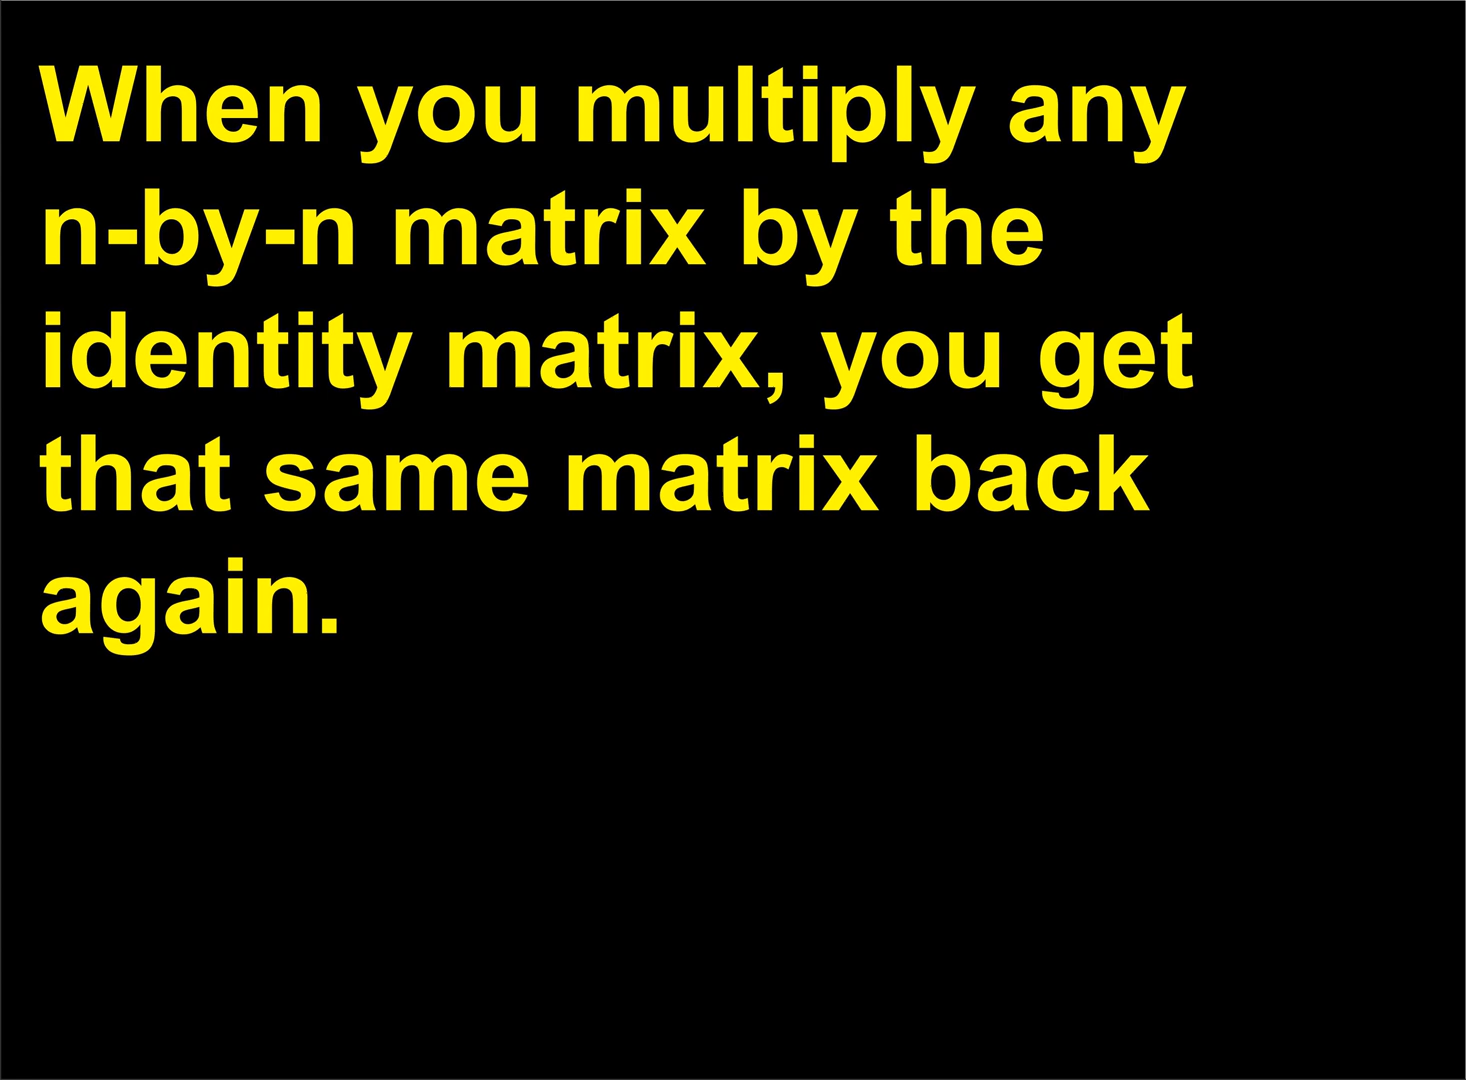 When you multiply any
n-by-n matrix by the
identity matrix, you get
that same matrix back
again.